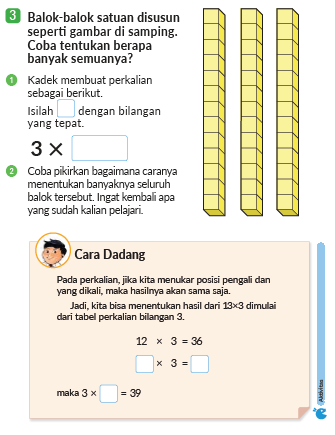 3 Balok-balok satuan disusun
seperti gambar di samping.
Coba tentukan berapa
banyak semuanya?
1 Kadek membuat perkalian
sebagai berikut.
Isilah dengan bilangan
yang tepat.
3 ×
2 Coba pikirkan bagaimana caranya
menentukan banyaknya seluruh
balok tersebut. Ingat kembali apa
yang sudah kalian pelajari.
Cara Dadang
Pada perkalian, jika kita menukar posisi pengali dan
yang dikali, maka hasilnya akan sama saja.
Jadi, kita bisa menentukan hasil dari 13×3 dimulai
dari tabel perkalian bilangan 3.
12 × 3 = 36
× 3 =
maka 3 × = 39
Aktivitas